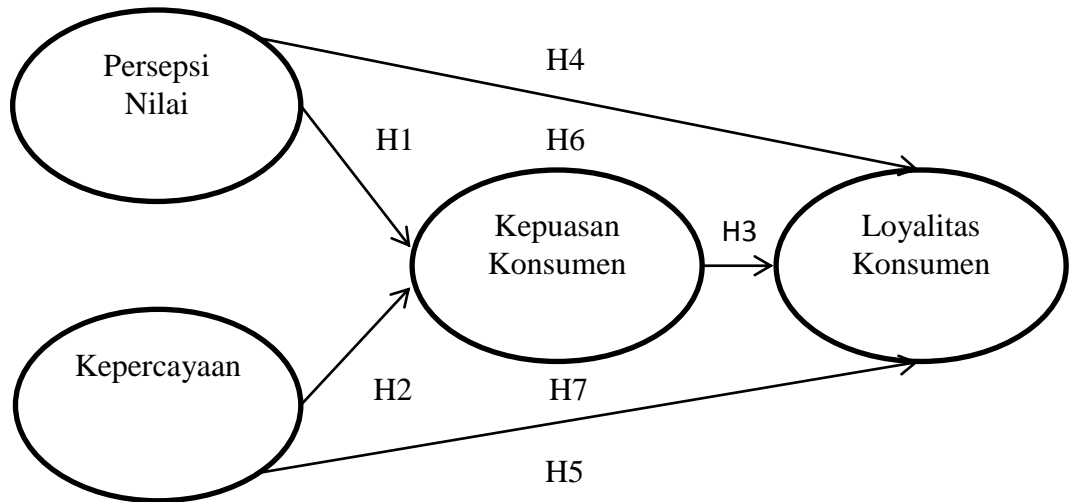 Persepsi
Nilai
H4
H1
H6
Kepuasan
Konsumen
H3
Loyalitas
Konsumen
Kepercayaan
H2
H7
H5